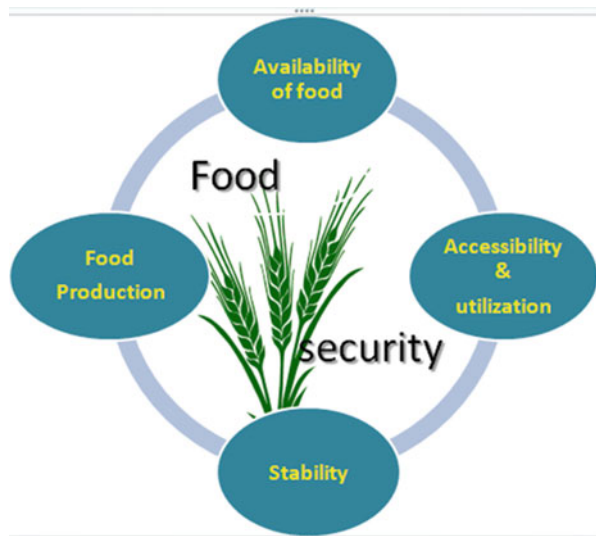 Availability
of food
Food
Food
Production
Accessibility
&
utilization
security
Stability